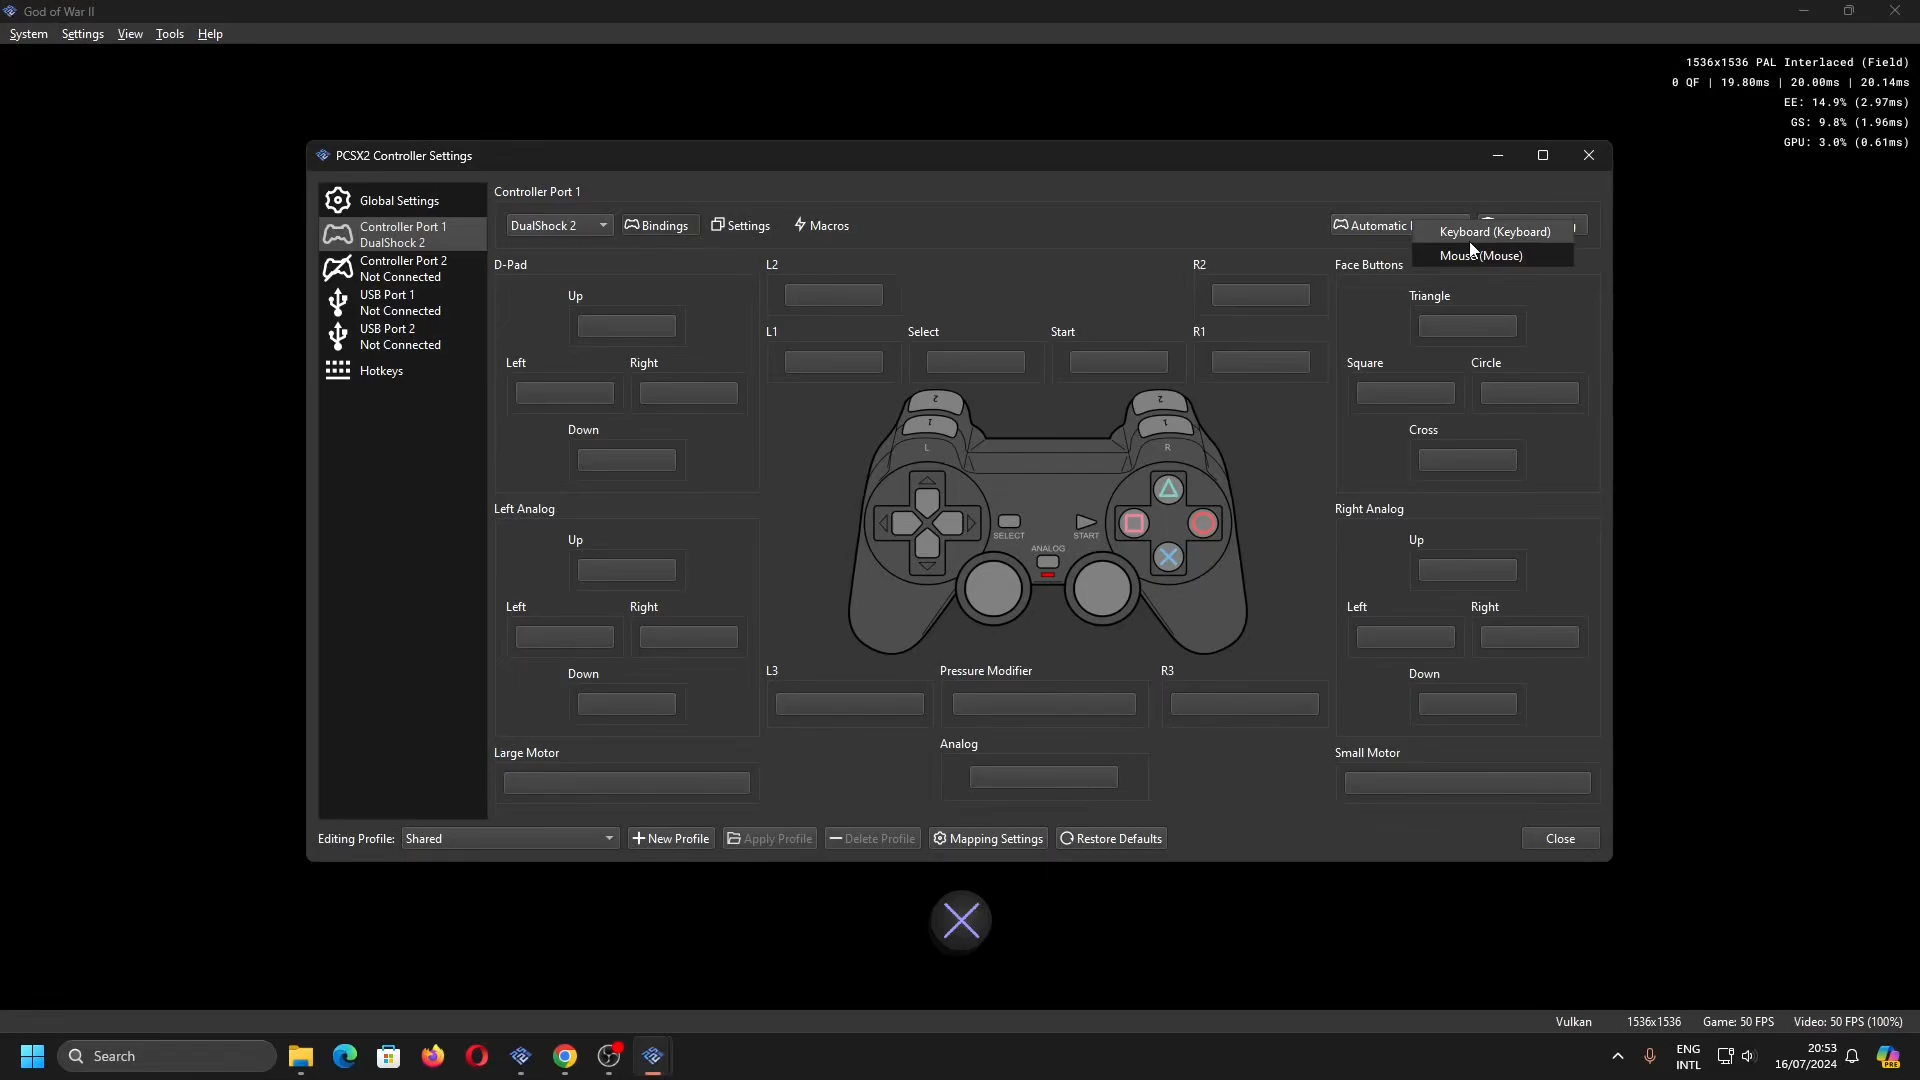 God of War II
System Settings View Tools Help
1536x1536 PAL Interlaced (Field)
0 QF | 19.80ms | 20.00ms | 20.14ms
EE: 14.9% (2.97ms)
GS: 9.8% (1.96ms)
GPU: 3.0% (0.61ms)
PCSX2 Controller Settings
Global Settings
Controller Port 1
DualShock 2
Controller Port 2
Not Connected
USB Port 1
Not Connected
USB Port 2
Not Connected
Hotkeys
Controller Port 1
DualShock 2 Bindings Settings Macros Automatic
Keyboard (Keyboard)
Mouse (Mouse)
D-Pad
Up
Left Right
Down
L2
L1 Select Start R1
R2
Face Buttons
Triangle
Square Circle
Cross
2 2
1 1
L R
SELECT START
ANALOG
Left Analog
Up
Left Right
Down
Right Analog
Up
Left Right
Down
L3 Pressure Modifier R3
Analog
Large Motor
Small Motor
Editing Profile: Shared New Profile Apply Profile Delete Profile Mapping Settings Restore Defaults Close
Vulkan 1536x1536 Game: 50 FPS Video: 50 FPS (100%)
Search
ENG
INTL
20:53
16/07/2024
PRE